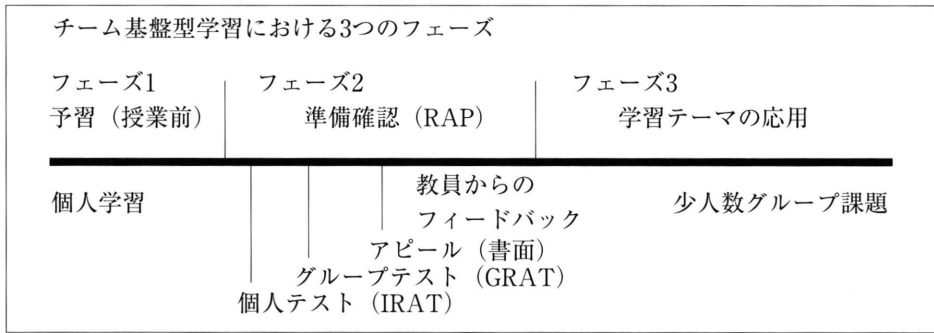 チーム基盤型学習における3つのフェーズ
フェーズ1 フェーズ2 フェーズ3
予習（授業前） 準備確認（RAP） 学習テーマの応用
個人学習 教員からの 少人数グループ課題
フィードバック
アピール（書面）
グループテスト（GRAT）
個人テスト（IRAT）